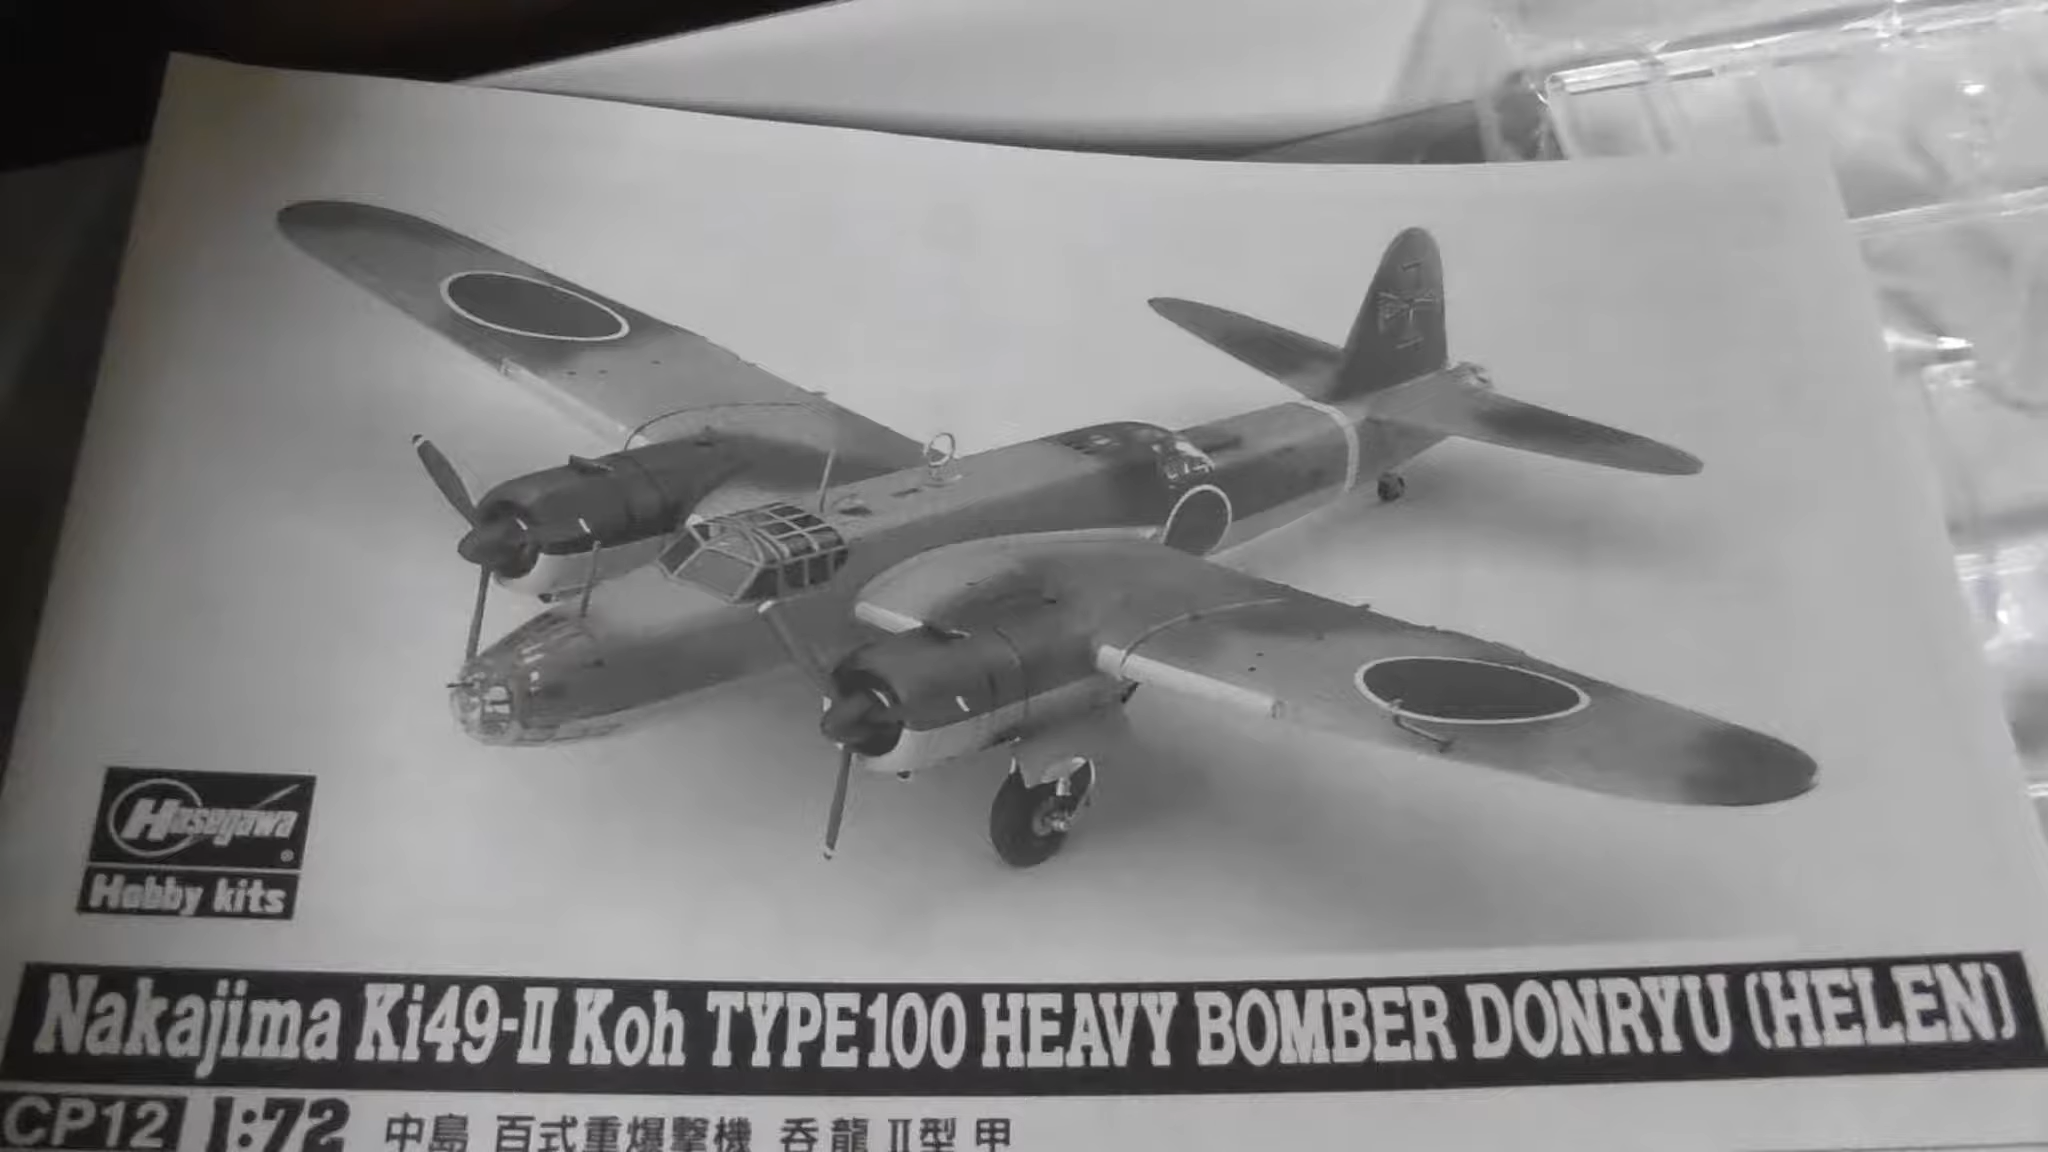 Hasegawa
Hobby kits
Nakajima Ki49-II Koh TYPE100 HEAVY BOMBER DONRYU (HELEN)
CP12 1:72 中島 百式重爆撃機 呑龍 II型 甲